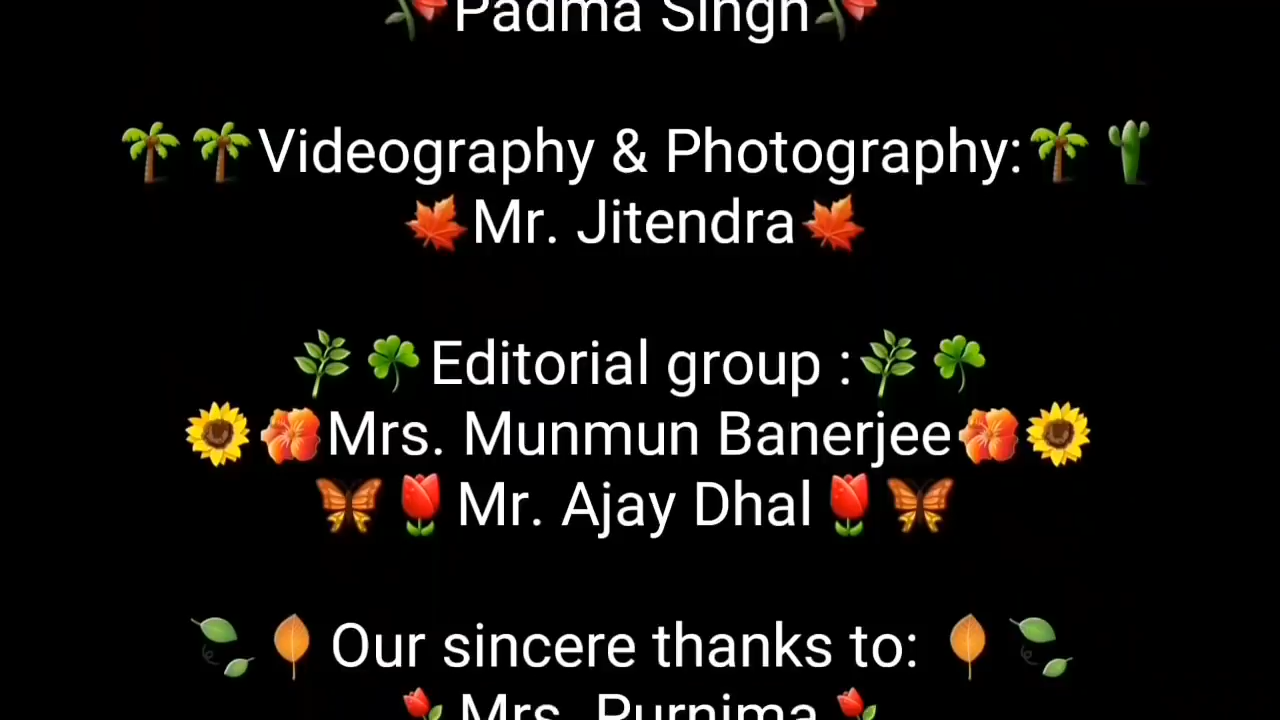 🌹Padma Singh🌹
🌴🌴Videography & Photography:🌴🌵
🍁Mr. Jitendra🍁
🌿☘️Editorial group :🌿☘️
🌻🌺Mrs. Munmun Banerjee🌺🌻
🦋🌷Mr. Ajay Dhal🌷🦋
🍃🍂Our sincere thanks to: 🍂🍃
🌹Mrs. Purnima🌹